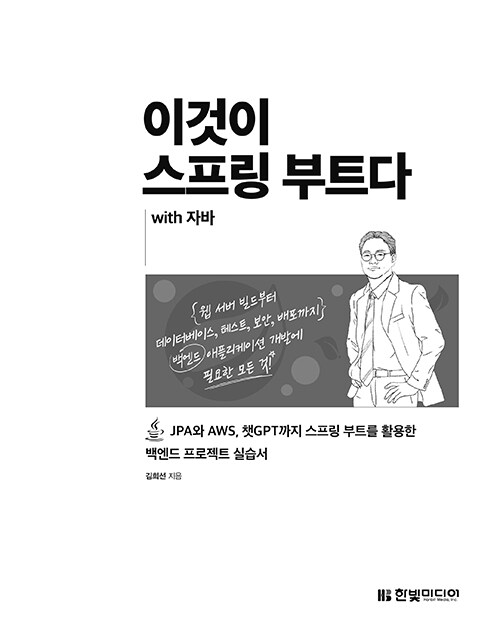 이것이
스프링 부트다
with 자바
{웹 서버 빌드부터
데이터베이스, 테스트, 보안, 배포까지}
백엔드 애플리케이션 개발에
필요한 모든 것!
JPA와 AWS, 챗GPT까지 스프링 부트를 활용한
백엔드 프로젝트 실습서
김희선 지음
HB 한빛미디어
Hanbit Media, Inc.